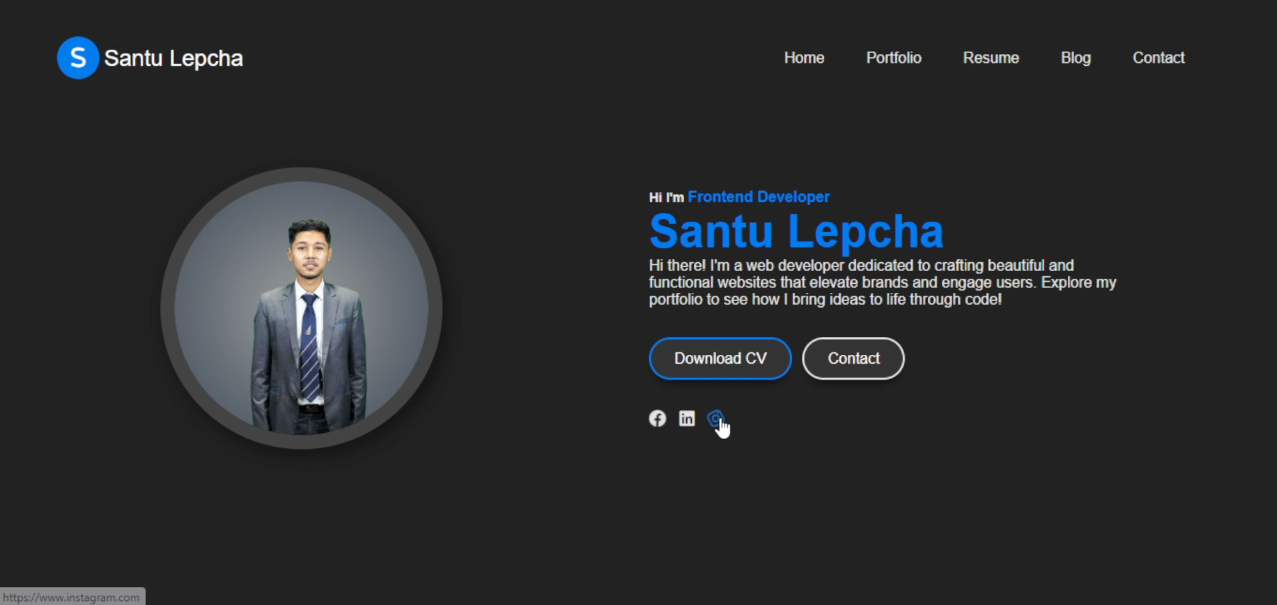 S Santu Lepcha
Home Portfolio Resume Blog Contact
Hi I'm Frontend Developer
Santu Lepcha
Hi there! I'm a web developer dedicated to crafting beautiful and
functional websites that elevate brands and engage users. Explore my
portfolio to see how I bring ideas to life through code!
Download CV Contact
https://www.instagram.com